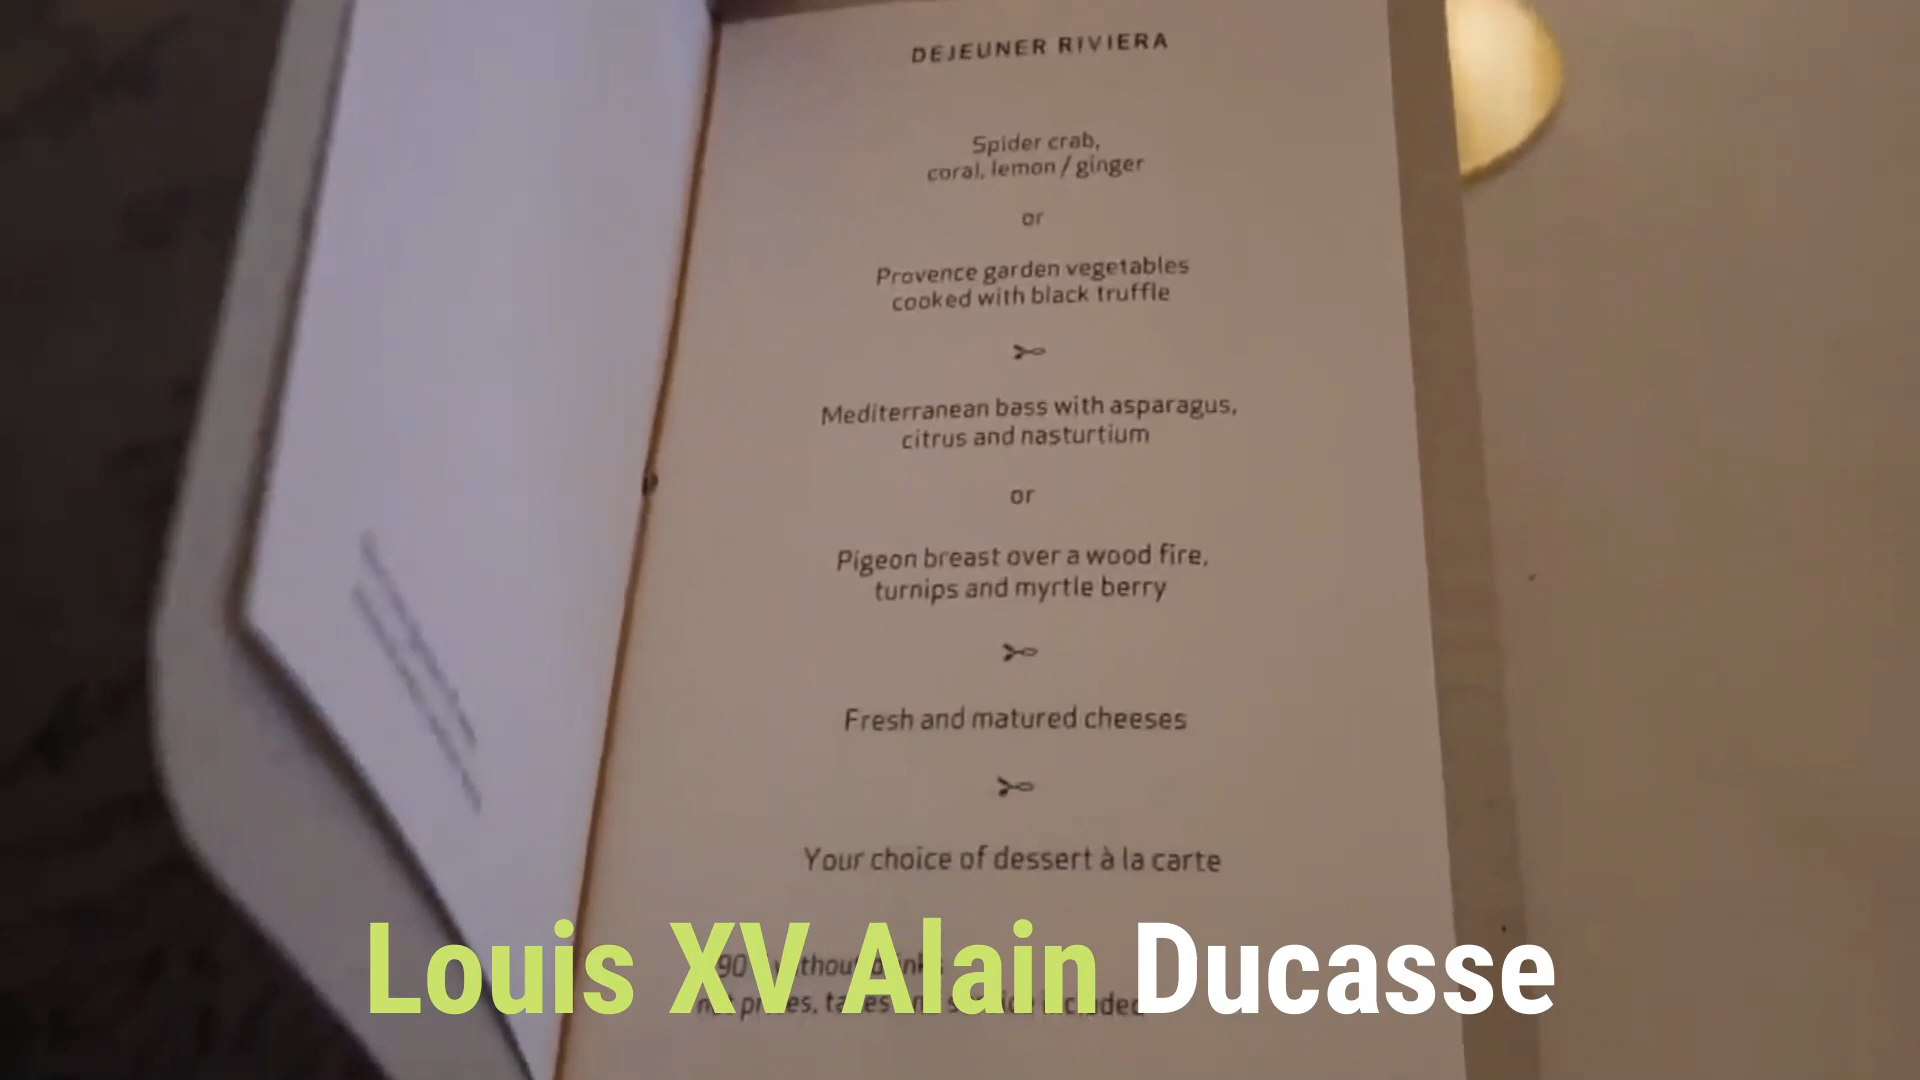 DEJEUNER RIVIERA
Spider crab,
coral, lemon / ginger
or
Provence garden vegetables
cooked with black truffle
Mediterranean bass with asparagus,
citrus and nasturtium
or
Pigeon breast over a wood fire,
turnips and myrtle berry
Fresh and matured cheeses
Your choice of dessert à la carte
Louis XV Alain Ducasse